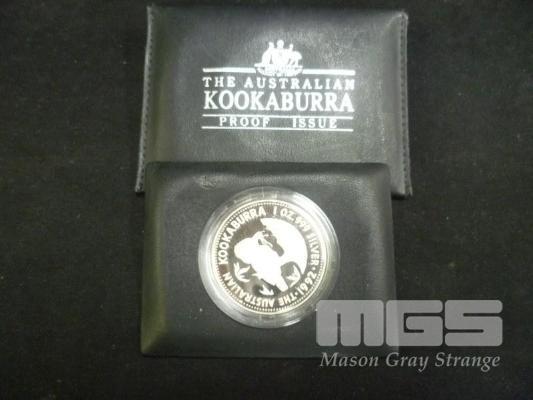 THE AUSTRALIAN
KOOKABURRA
PROOF ISSUE
THE AUSTRALIAN KOOKABURRA 1 OZ. 999 SILVER · 1992 ·
MGS
Mason Gray Strange